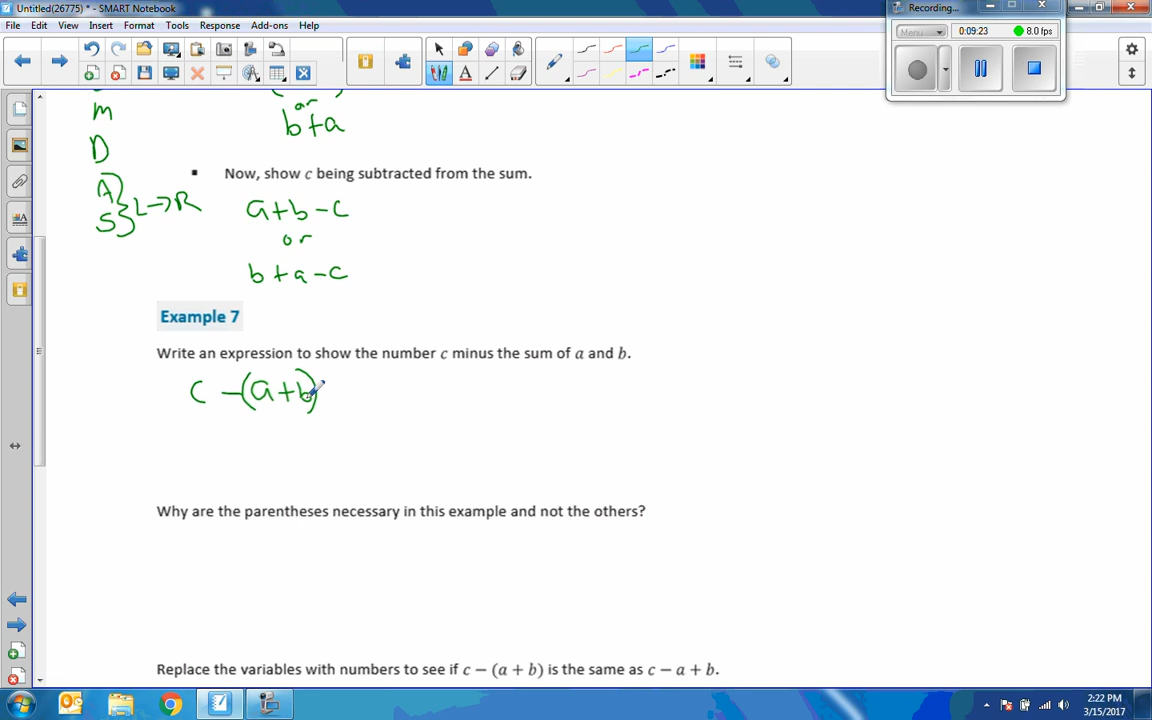 Untitled(26775) * - SMART Notebook
File Edit View Insert Format Tools Response Add-ons Help
Recording...
Menu
0:09:23
8.0 fps
or
m
b+a
D
Now, show c being subtracted from the sum.
A
S
L→R
a+b-c
or
b+a-c
Example 7
Write an expression to show the number c minus the sum of a and b.
c -(a+b)
Why are the parentheses necessary in this example and not the others?
Replace the variables with numbers to see if c − (a + b) is the same as c − a + b.
2:22 PM
3/15/2017